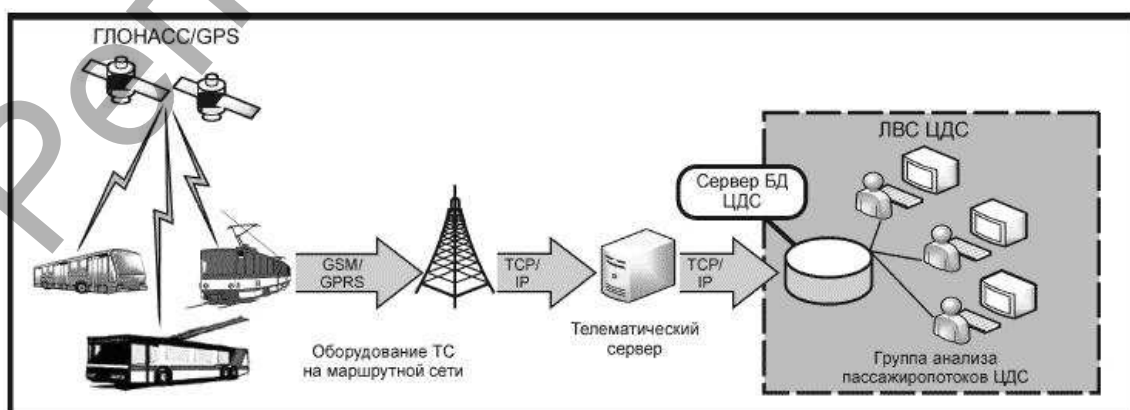 ГЛОНАСС/GPS
ЛВС ЦДС
Сервер БД
ЦДС
GSM/
GPRS
TCP/
IP
TCP/
IP
Оборудование ТС
на маршрутной сети
Телематический
сервер
Группа анализа
пассажиропотоков ЦДС